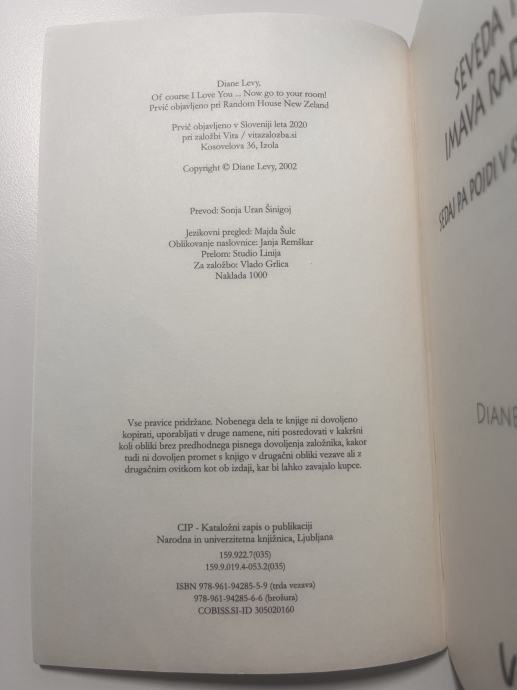 Diane Levy,
Of course I Love You ... Now go to your room!
Prvič objavljeno pri Random House New Zeland
Prvič objavljeno v Sloveniji leta 2020
pri založbi Vita / vitazalozba.si
Kosovelova 36, Izola
Copyright © Diane Levy, 2002
Prevod: Sonja Uran Šinigoj
Jezikovni pregled: Majda Šulc
Oblikovanje naslovnice: Janja Remškar
Prelom: Studio Linija
Za založbo: Vlado Grlica
Naklada 1000
Vse pravice pridržane. Nobenega dela te knjige ni dovoljeno
kopirati, uporabljati v druge namene, niti posredovati v kakršni
koli obliki brez predhodnega pisnega dovoljenja založnika, kakor
tudi ni dovoljen promet s knjigo v drugačni obliki vezave ali z
drugačnim ovitkom kot ob izdaji, kar bi lahko zavajalo kupce.
CIP - Kataložni zapis o publikaciji
Narodna in univerzitetna knjižnica, Ljubljana
159.922.7(035)
159.9.019.4-053.2(035)
ISBN 978-961-94285-5-9 (trda vezava)
978-961-94285-6-6 (brošura)
COBISS.SI-ID 305020160
SEVEDA
IMAVA RAD
SEDAJ PA POJDI V S
DIANE